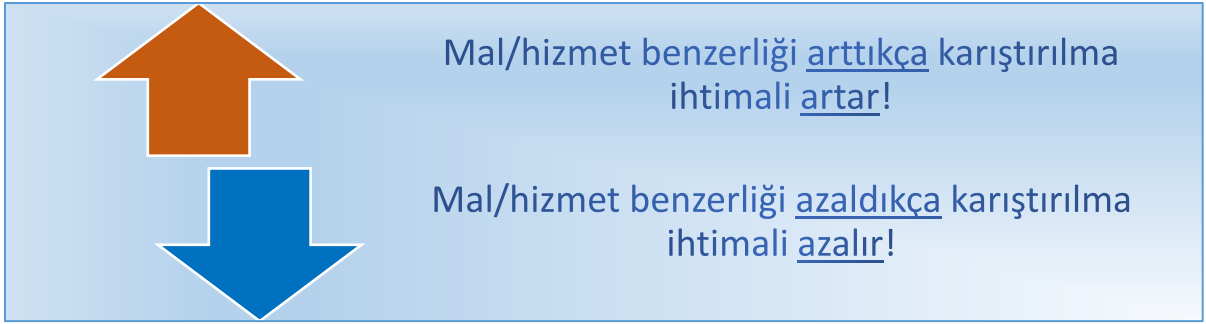 Mal/hizmet benzerliği arttıkça karıştırılma
ihtimali artar!
Mal/hizmet benzerliği azaldıkça karıştırılma
ihtimali azalır!